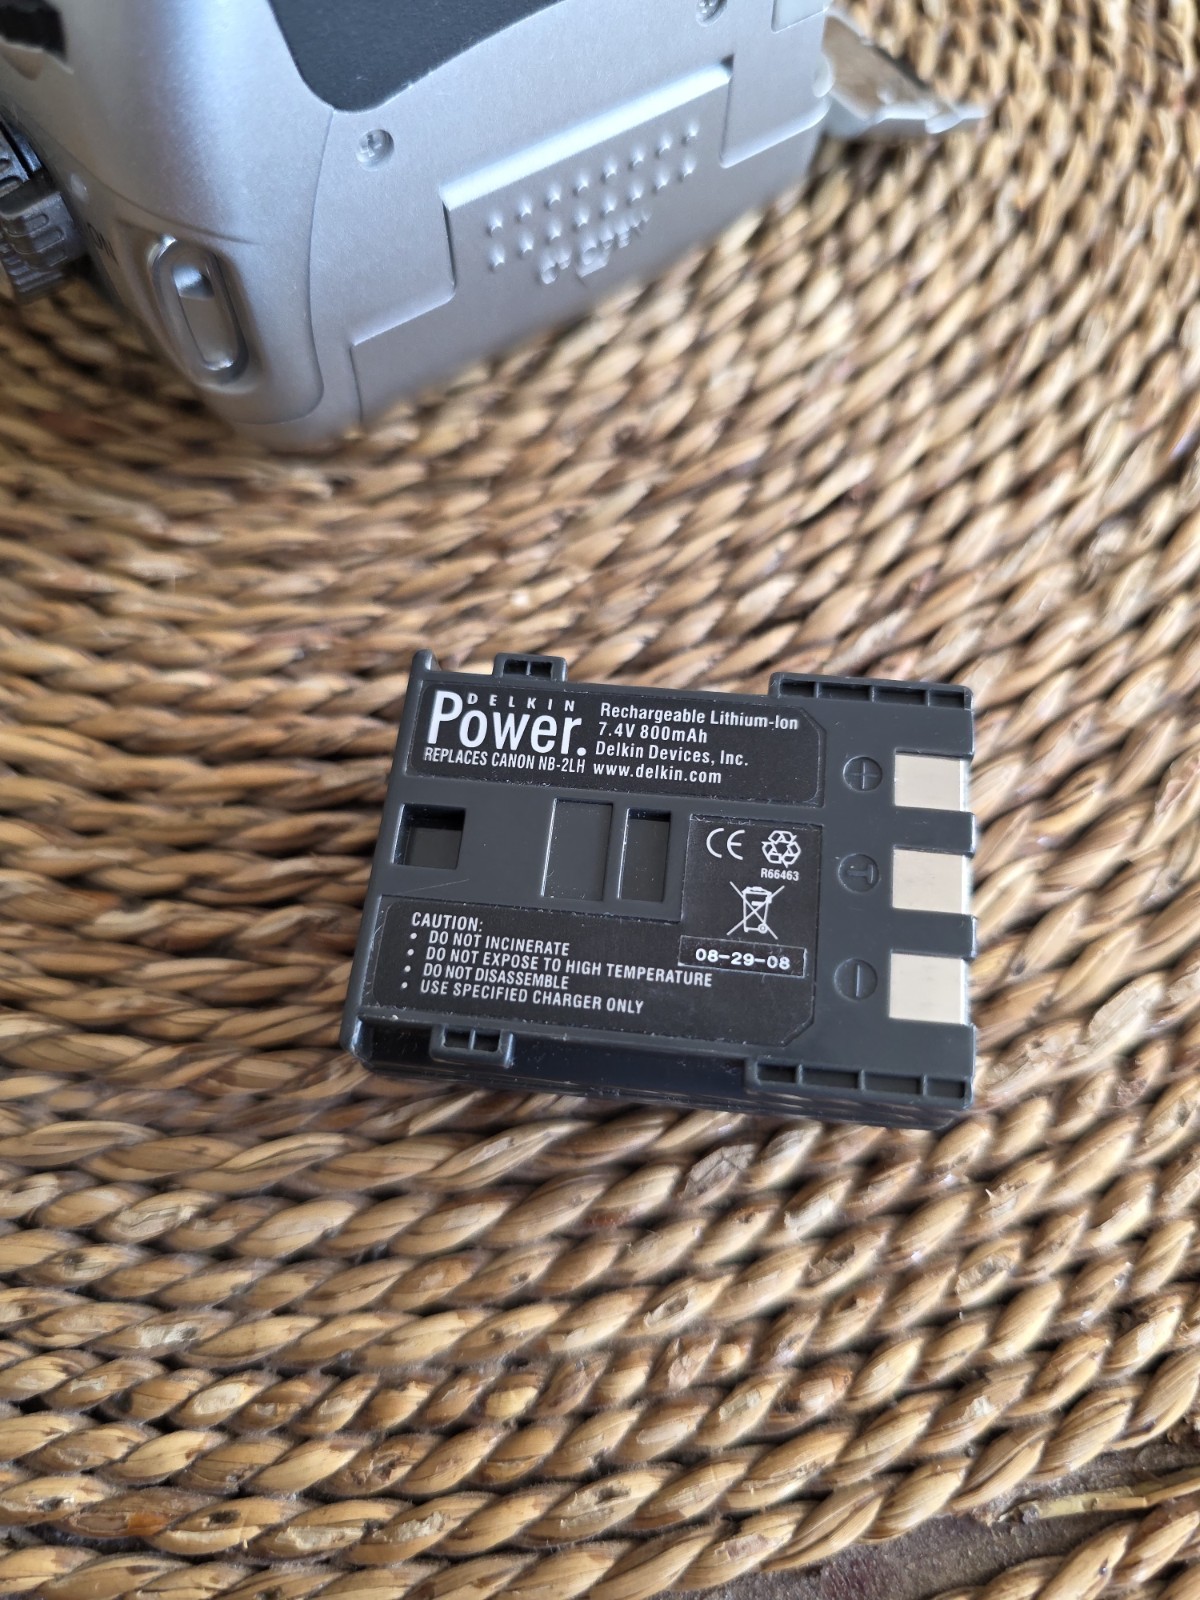 OPEN
DELKIN
Power.
REPLACES CANON NB-2LH
Rechargeable Lithium-Ion
7.4V 800mAh
Delkin Devices, Inc.
www.delkin.com
+
T
−
CE
R66463
08-29-08
CAUTION:
• DO NOT INCINERATE
• DO NOT EXPOSE TO HIGH TEMPERATURE
• DO NOT DISASSEMBLE
• USE SPECIFIED CHARGER ONLY